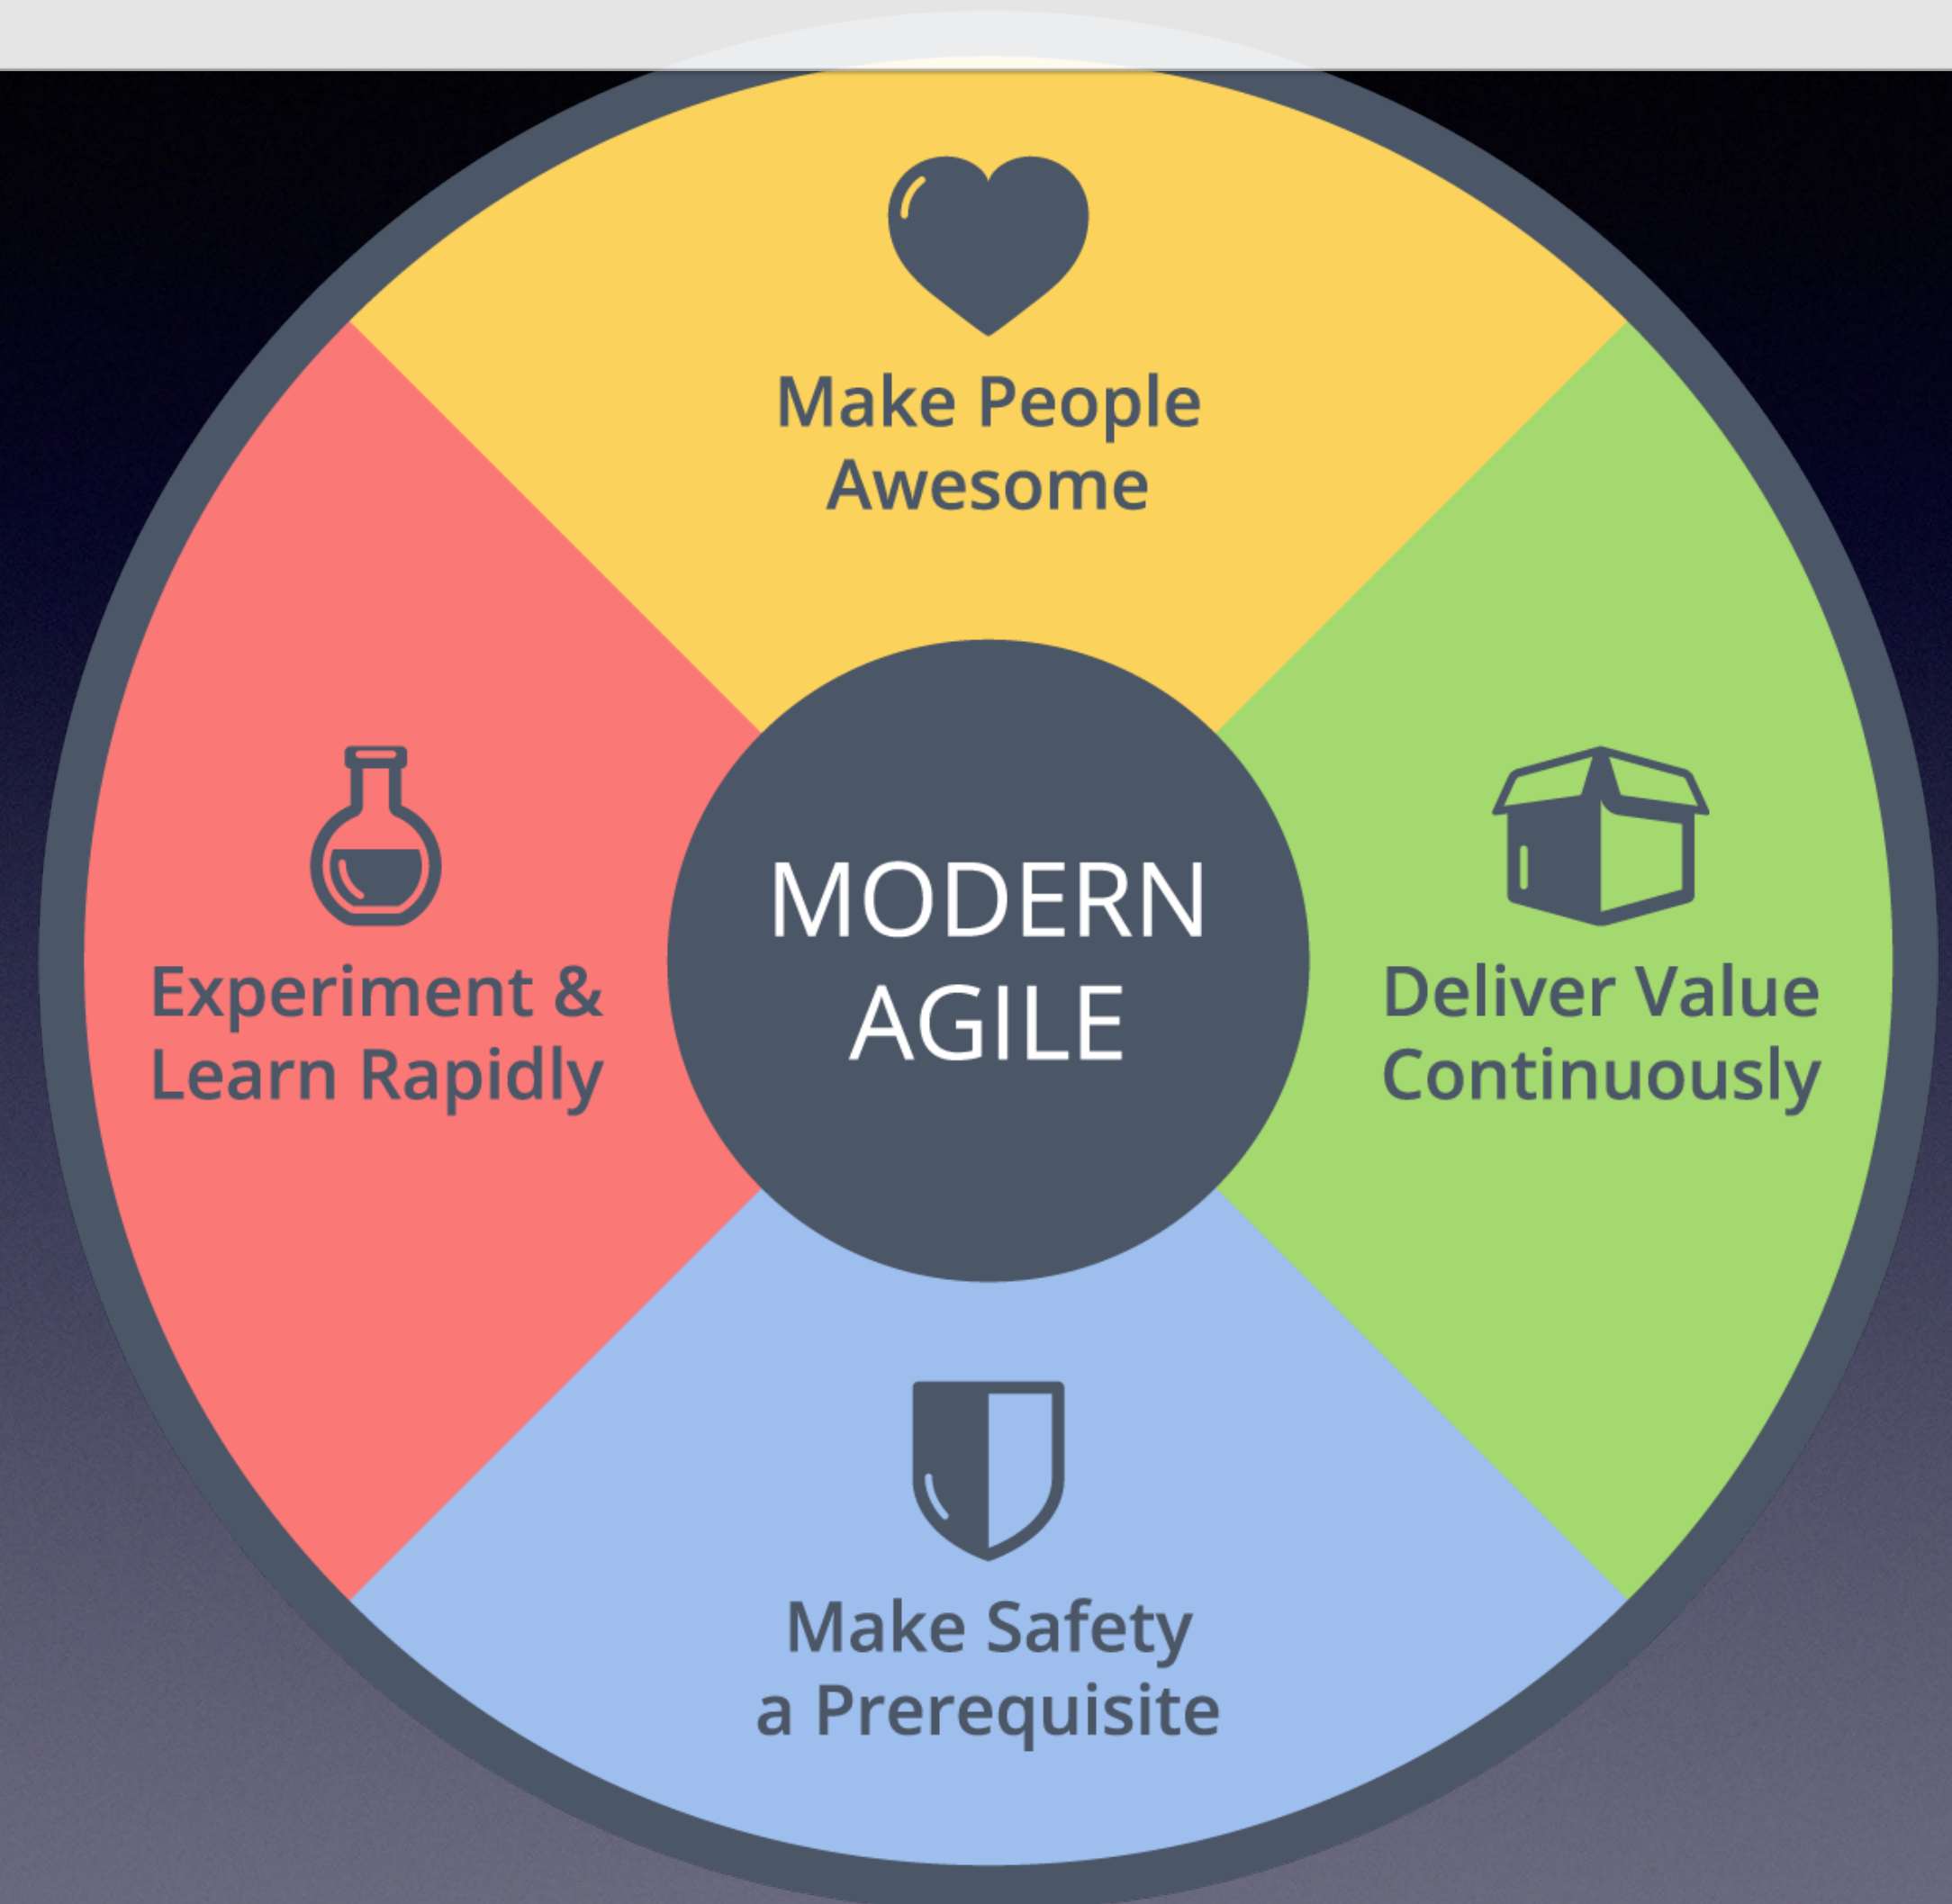 Make People
Awesome
Experiment &
Learn Rapidly
MODERN
AGILE
Deliver Value
Continuously
Make Safety
a Prerequisite